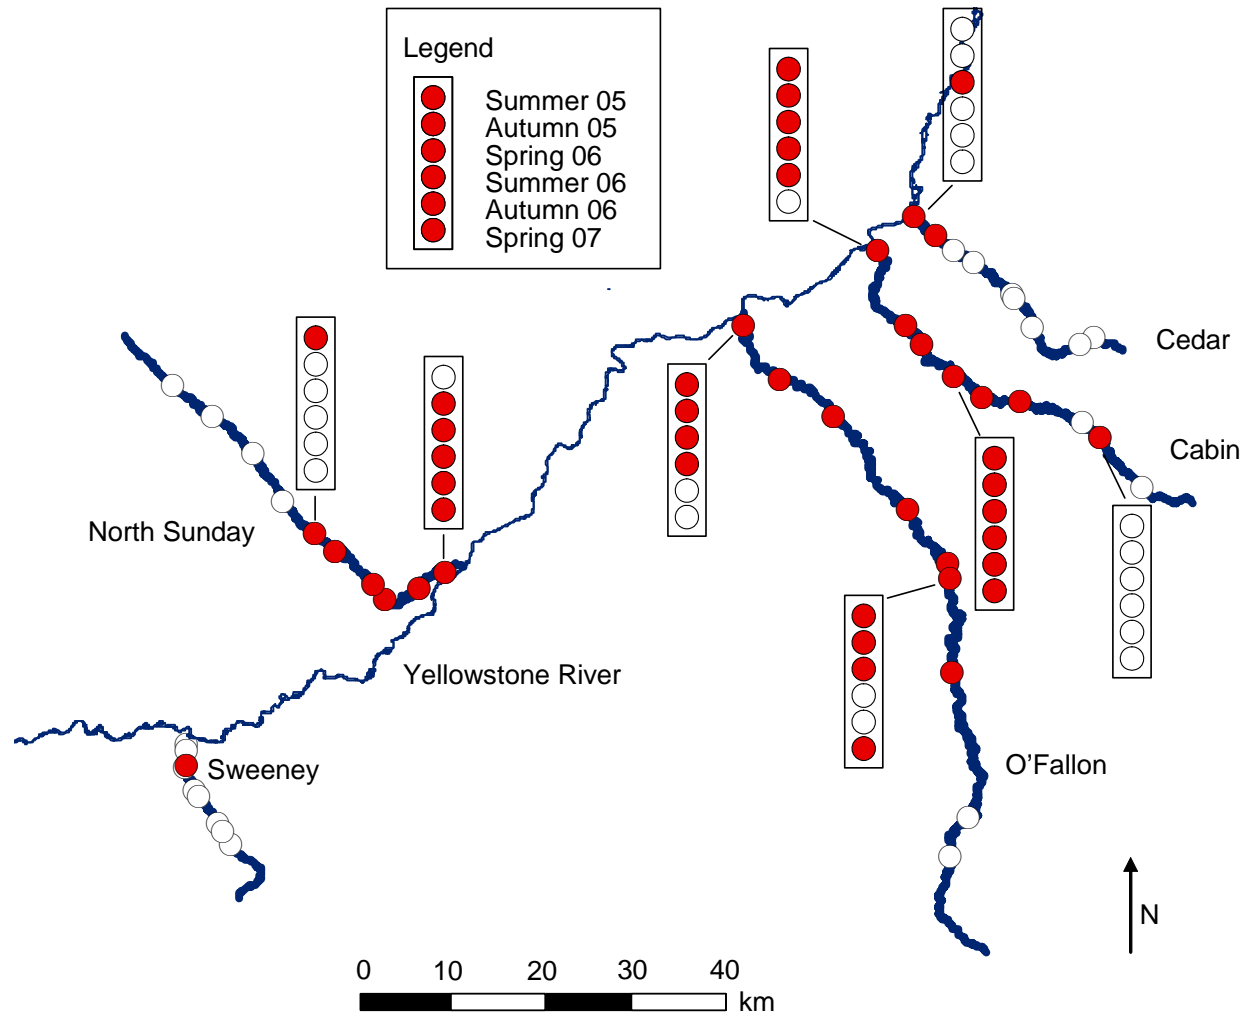 Legend
Summer 05
Autumn 05
Spring 06
Summer 06
Autumn 06
Spring 07
Cedar
Cabin
North Sunday
Yellowstone River
Sweeney
O'Fallon
N
0 10 20 30 40
km